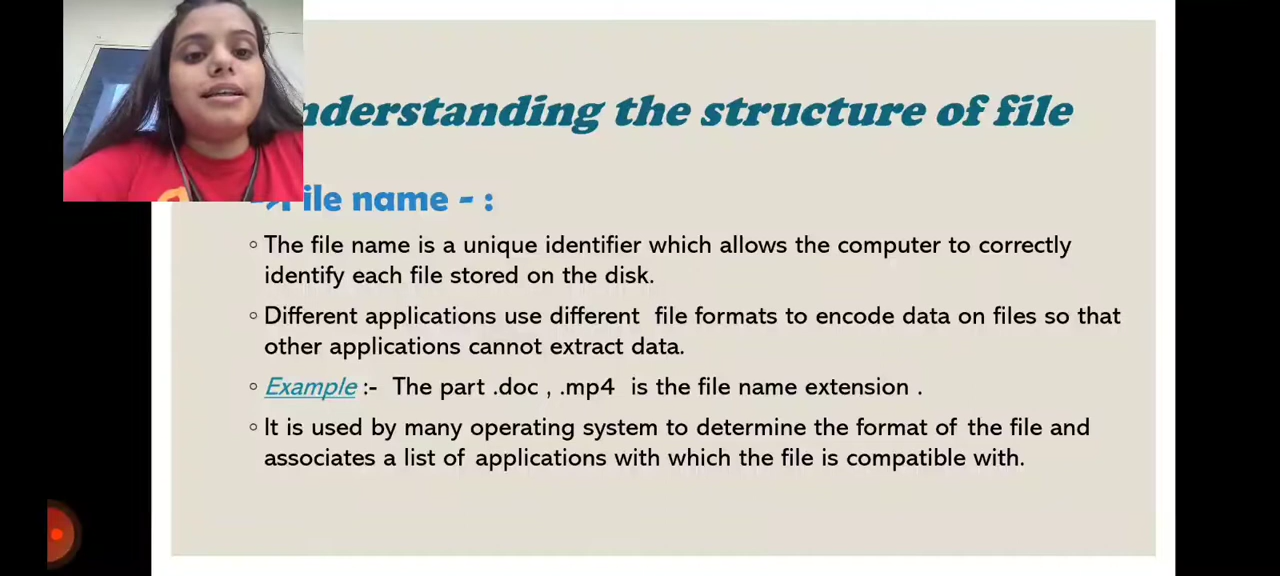 nderstanding the structure of file
ile name - :
◦ The file name is a unique identifier which allows the computer to correctly
identify each file stored on the disk.
◦ Different applications use different file formats to encode data on files so that
other applications cannot extract data.
◦ Example :- The part .doc , .mp4 is the file name extension .
◦ It is used by many operating system to determine the format of the file and
associates a list of applications with which the file is compatible with.